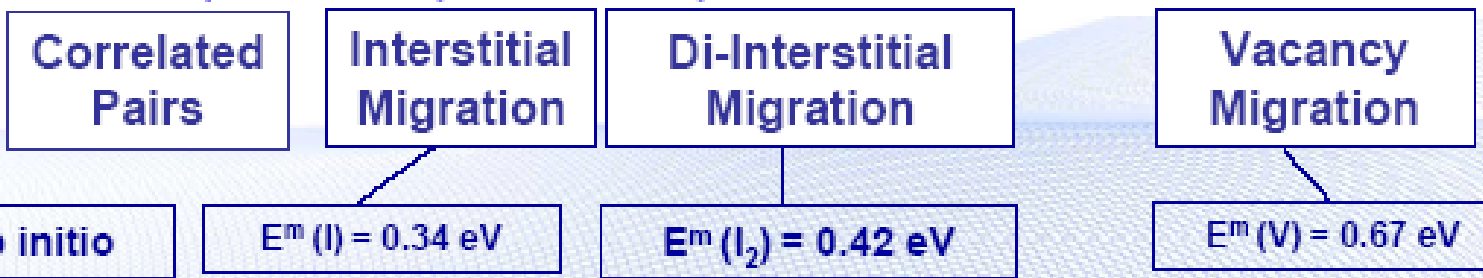 Correlated
Pairs
Interstitial
Migration
Di-Interstitial
Migration
Vacancy
Migration
initio
Eᵐ (I) = 0.34 eV
Eᵐ (I₂) = 0.42 eV
Eᵐ (V) = 0.67 eV